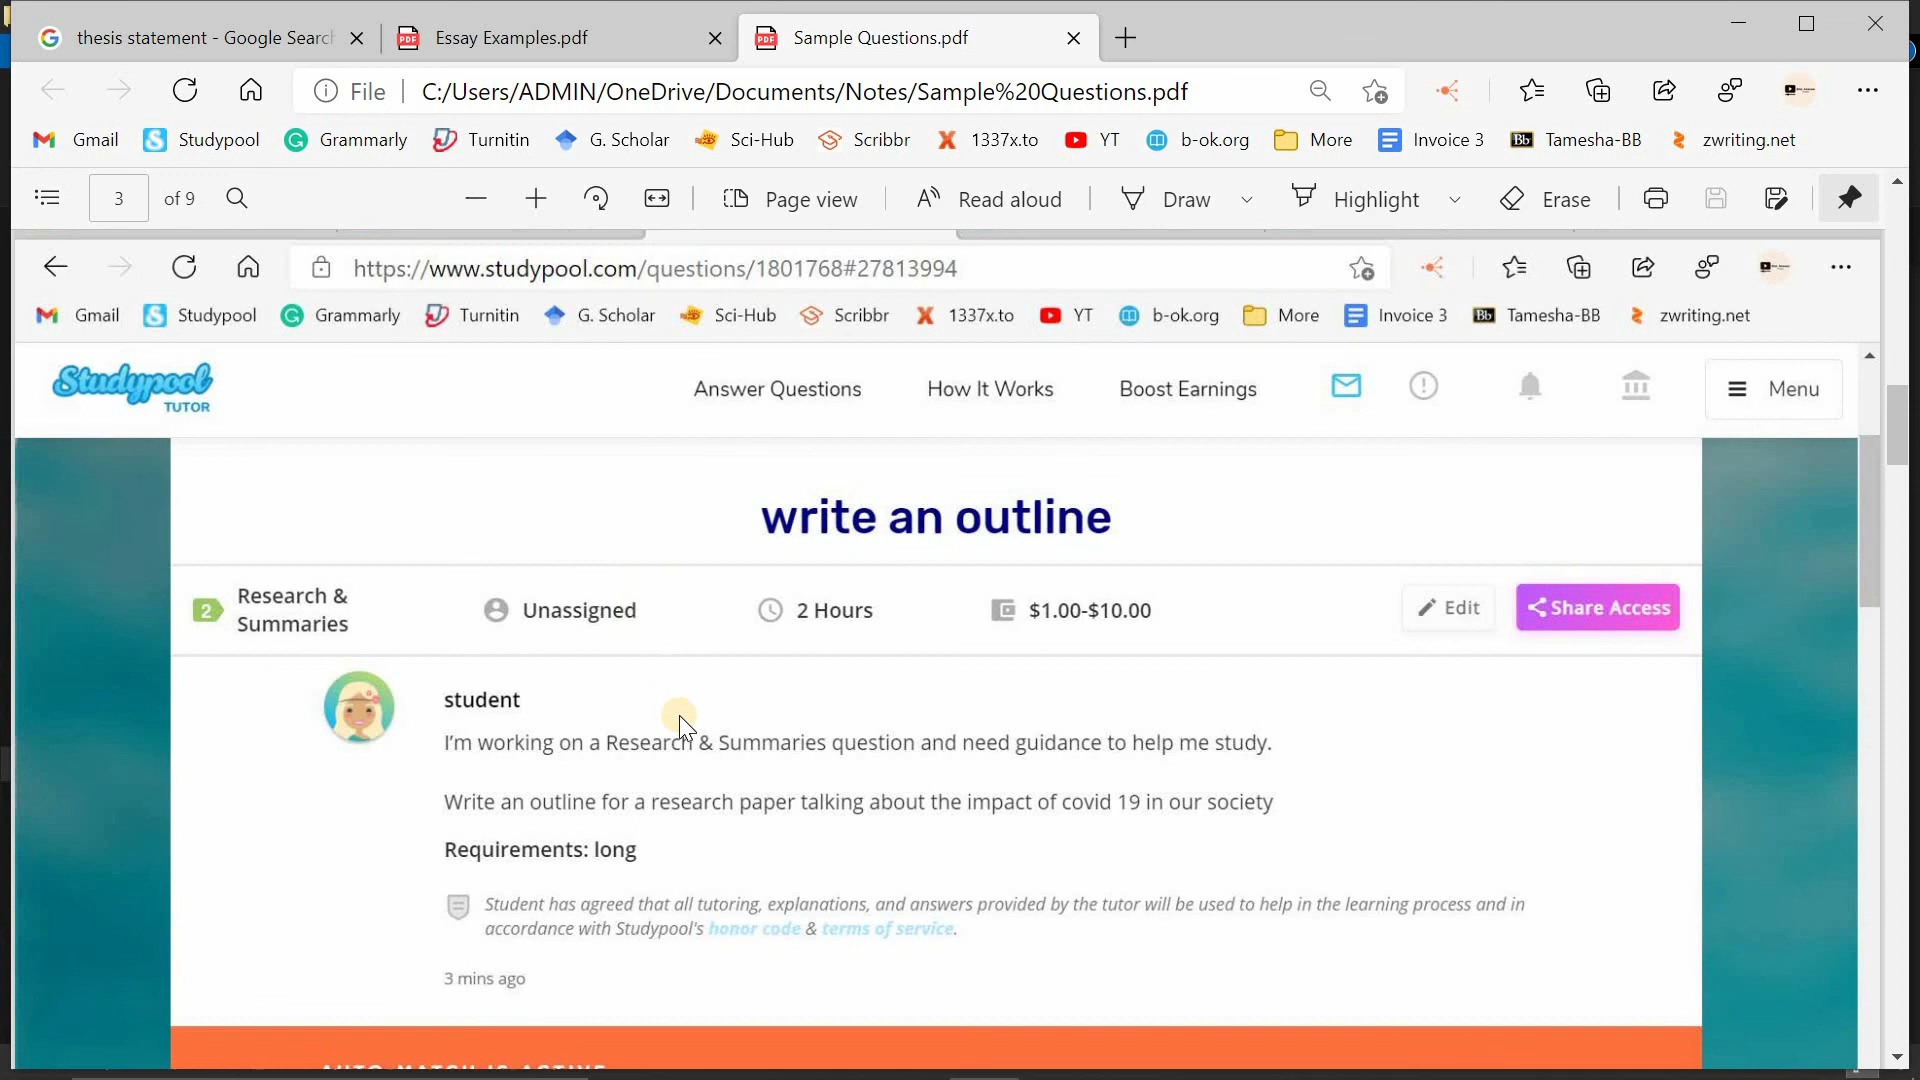 thesis statement - Google Search
Essay Examples.pdf
Sample Questions.pdf
File
C:/Users/ADMIN/OneDrive/Documents/Notes/Sample%20Questions.pdf
Gmail Studypool Grammarly Turnitin G. Scholar Sci-Hub Scribbr 1337x.to YT b-ok.org More Invoice 3 Bb Tamesha-BB zwriting.net
3 of 9 Page view Read aloud Draw Highlight Erase
https://www.studypool.com/questions/1801768#27813994
Gmail Studypool Grammarly Turnitin G. Scholar Sci-Hub Scribbr 1337x.to YT b-ok.org More Invoice 3 Bb Tamesha-BB zwriting.net
Studypool
TUTOR
Answer Questions How It Works Boost Earnings Menu
write an outline
2 Research &
Summaries
Unassigned
2 Hours
$1.00-$10.00
Edit
Share Access
student
I'm working on a Research & Summaries question and need guidance to help me study.
Write an outline for a research paper talking about the impact of covid 19 in our society
Requirements: long
Student has agreed that all tutoring, explanations, and answers provided by the tutor will be used to help in the learning process and in
accordance with Studypool's honor code & terms of service.
3 mins ago
AUTO-MATCH IS ACTIVE